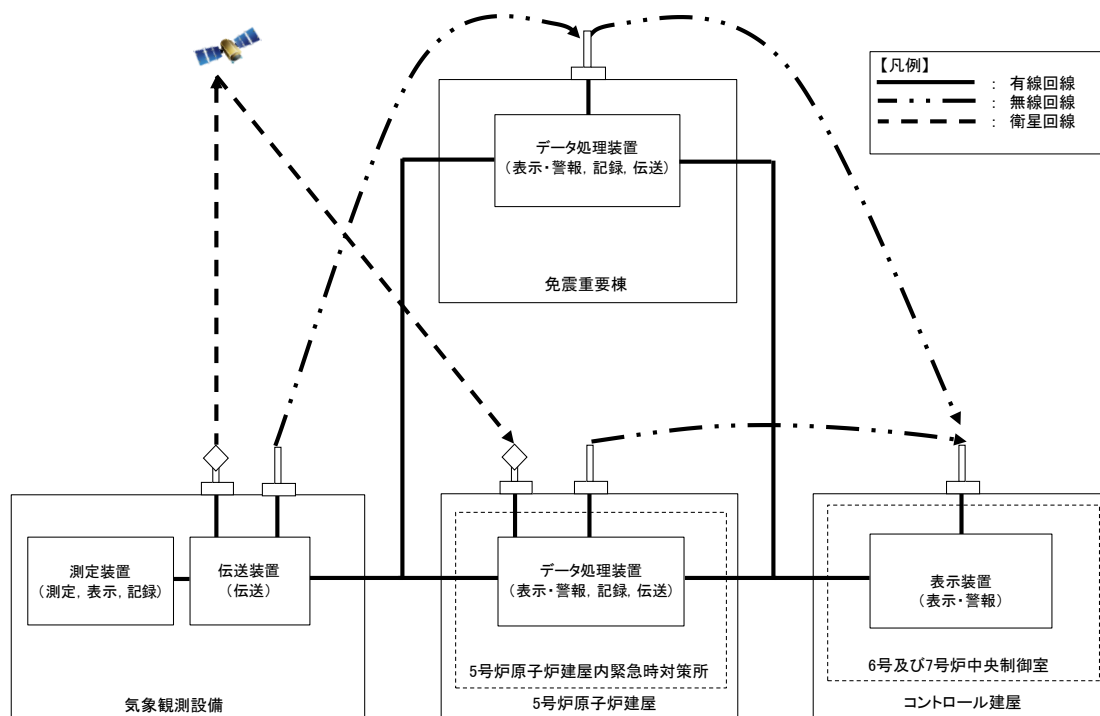 【凡例】
： 有線回線
： 無線回線
： 衛星回線
データ処理装置
(表示・警報, 記録, 伝送)
免震重要棟
測定装置
(測定, 表示, 記録)
伝送装置
(伝送)
気象観測設備
データ処理装置
(表示・警報, 記録, 伝送)
5号炉原子炉建屋内緊急時対策所
5号炉原子炉建屋
表示装置
(表示・警報)
6号及び7号炉中央制御室
コントロール建屋